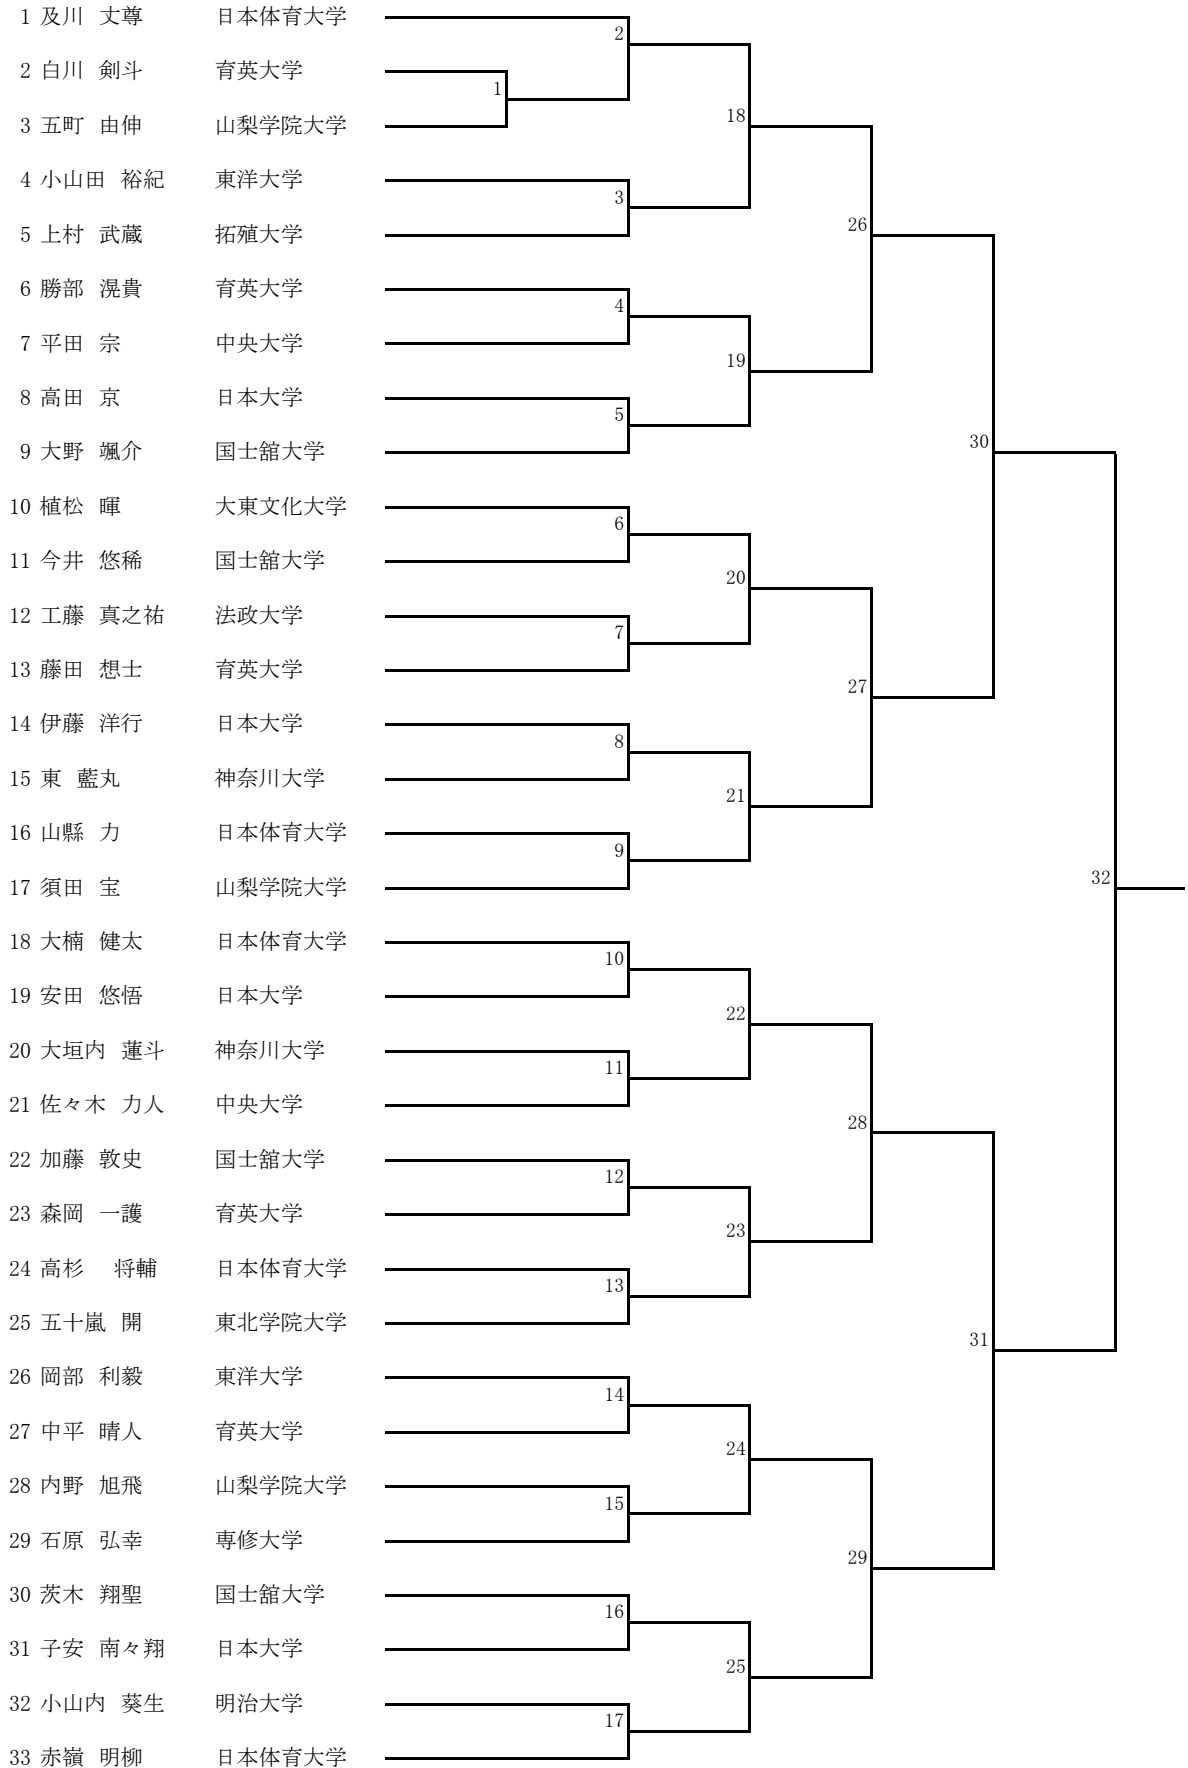 1 及川 丈尊 日本体育大学
2
2 白川 剣斗 育英大学
1
3 五町 由伸 山梨学院大学
18
4 小山田 裕紀 東洋大学
3
5 上村 武蔵 拓殖大学
26
6 勝部 滉貴 育英大学
4
7 平田 宗 中央大学
19
8 高田 京 日本大学
5
9 大野 颯介 国士舘大学
30
10 植松 暉 大東文化大学
6
11 今井 悠稀 国士舘大学
20
12 工藤 真之祐 法政大学
7
13 藤田 想士 育英大学
27
14 伊藤 洋行 日本大学
8
15 東 藍丸 神奈川大学
21
16 山縣 力 日本体育大学
9
17 須田 宝 山梨学院大学
32
18 大楠 健太 日本体育大学
10
19 安田 悠悟 日本大学
22
20 大垣内 蓮斗 神奈川大学
11
21 佐々木 力人 中央大学
28
22 加藤 敦史 国士舘大学
12
23 森岡 一護 育英大学
23
24 高杉 将輔 日本体育大学
13
25 五十嵐 開 東北学院大学
31
26 岡部 利毅 東洋大学
14
27 中平 晴人 育英大学
24
28 内野 旭飛 山梨学院大学
15
29 石原 弘幸 専修大学
29
30 茨木 翔聖 国士舘大学
16
31 子安 南々翔 日本大学
25
32 小山内 葵生 明治大学
17
33 赤嶺 明柳 日本体育大学